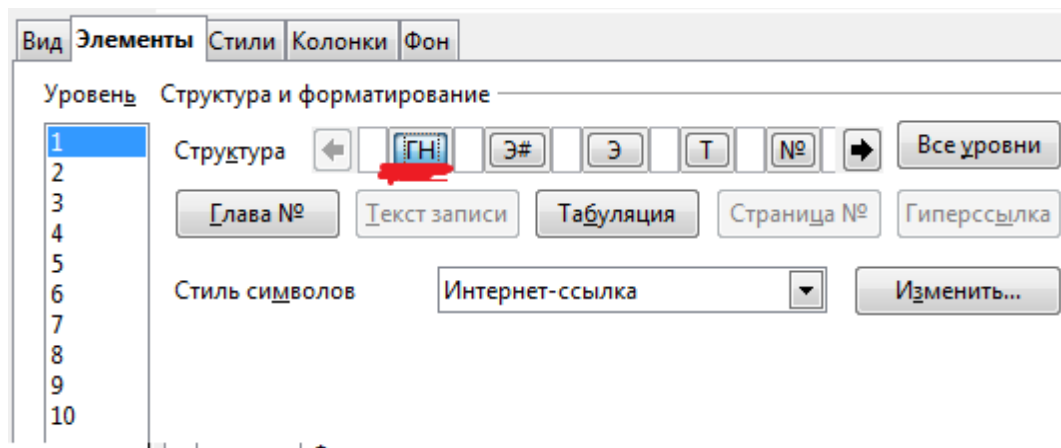 Вид Элементы Стили Колонки Фон
Уровень Структура и форматирование
1
2
3
4
5
6
7
8
9
10
Структура ГН Э# Э Т № Все уровни
Глава № Текст записи Табуляция Страница № Гиперссылка
Стиль символов Интернет-ссылка Изменить...